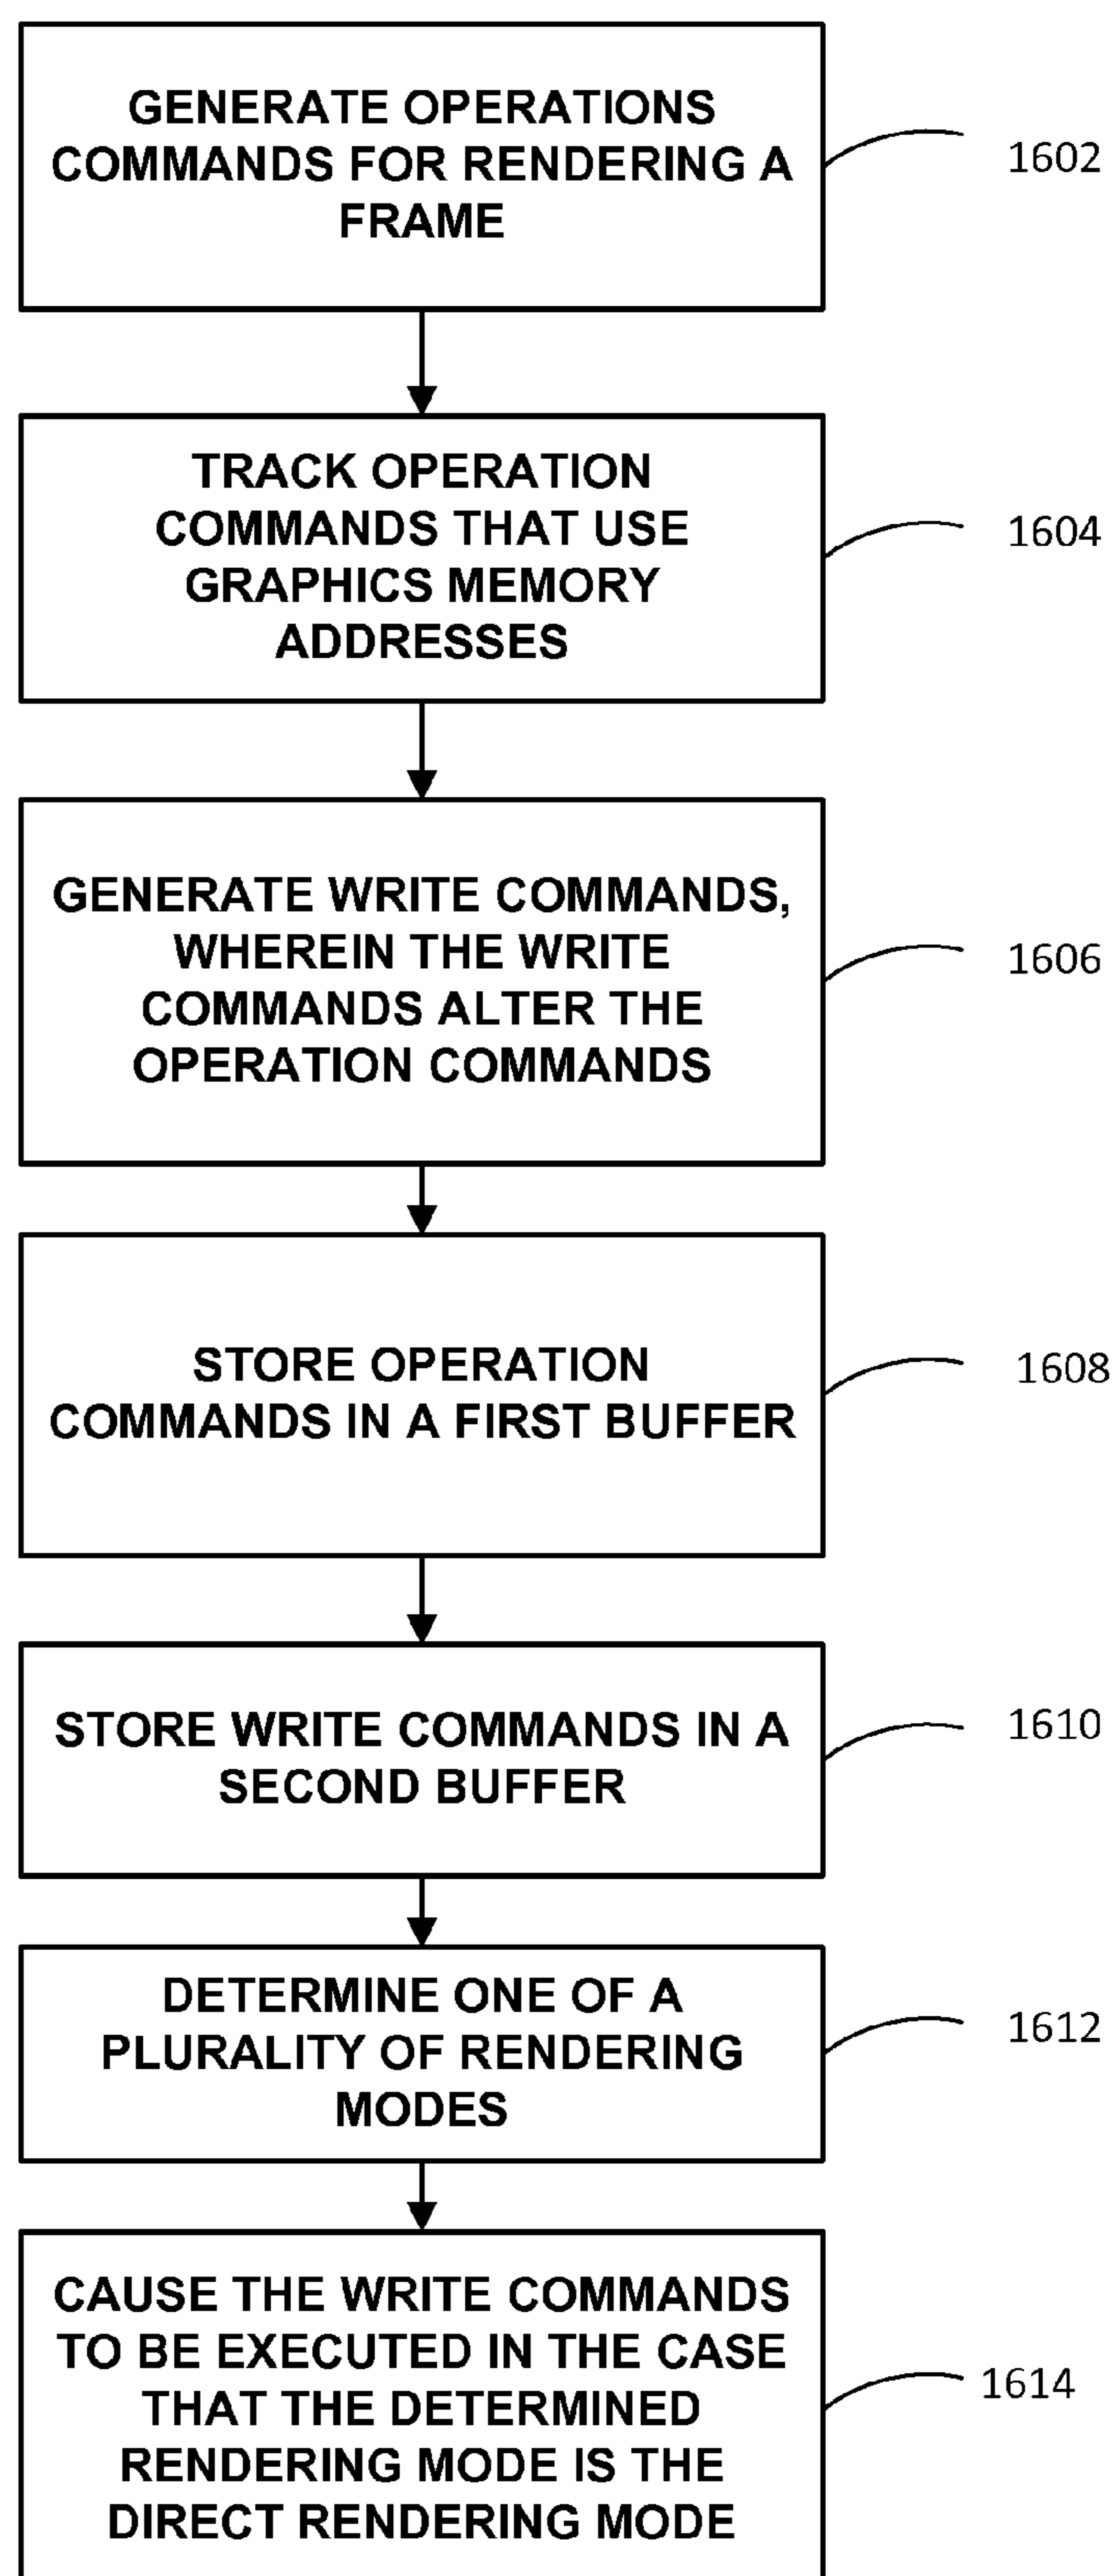 GENERATE OPERATIONS
COMMANDS FOR RENDERING A
FRAME
1602
TRACK OPERATION
COMMANDS THAT USE
GRAPHICS MEMORY
ADDRESSES
1604
GENERATE WRITE COMMANDS,
WHEREIN THE WRITE
COMMANDS ALTER THE
OPERATION COMMANDS
1606
STORE OPERATION
COMMANDS IN A FIRST BUFFER
1608
STORE WRITE COMMANDS IN A
SECOND BUFFER
1610
DETERMINE ONE OF A
PLURALITY OF RENDERING
MODES
1612
CAUSE THE WRITE COMMANDS
TO BE EXECUTED IN THE CASE
THAT THE DETERMINED
RENDERING MODE IS THE
DIRECT RENDERING MODE
1614